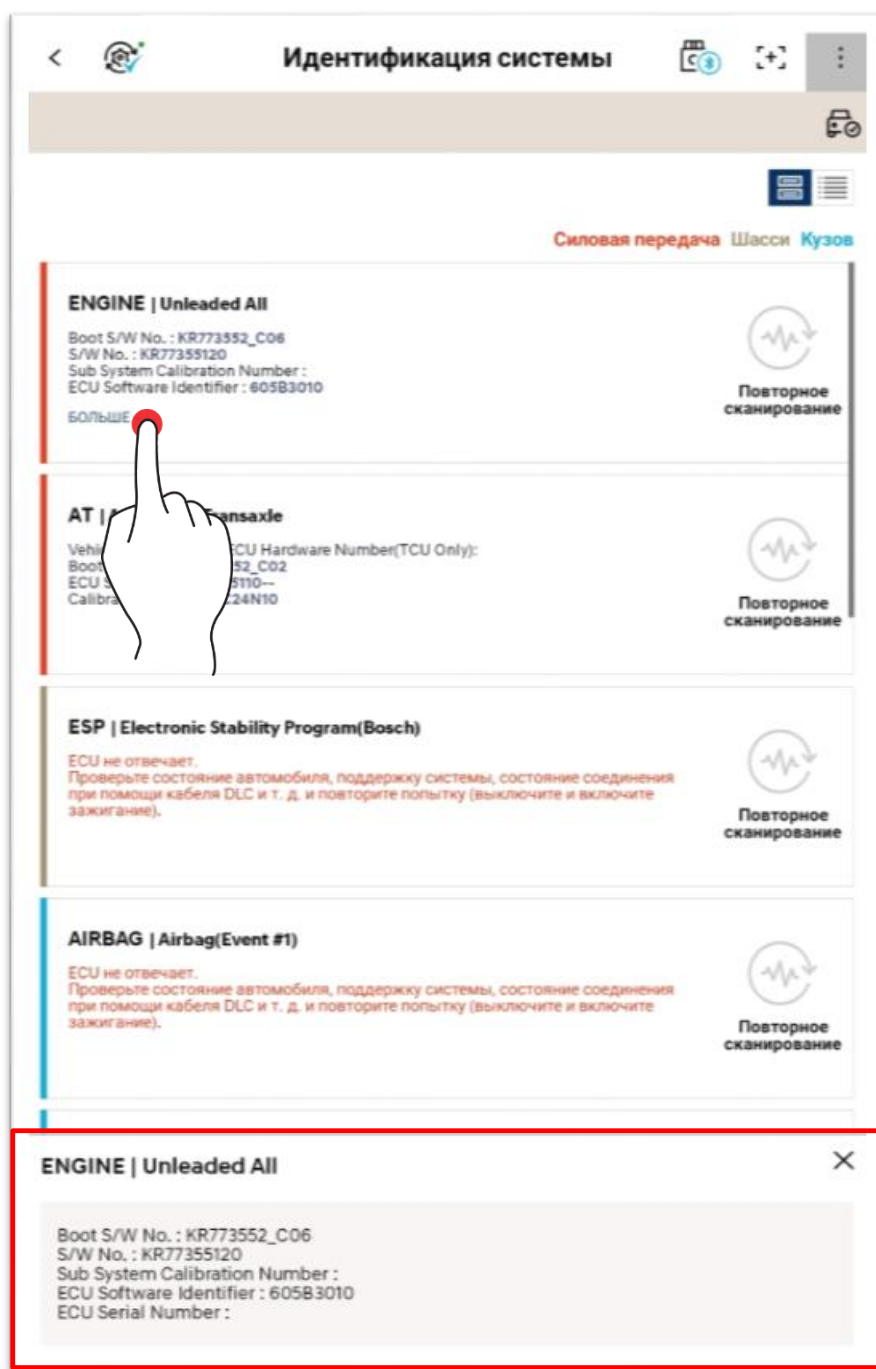 Идентификация системы
Силовая передача Шасси Кузов
ENGINE | Unleaded All
Boot S/W No. : KR773552_C06
S/W No. : KR77355120
Sub System Calibration Number :
ECU Software Identifier : 605B3010
БОЛЬШЕ
Повторное
сканирование
AT |
Vehi CU Hardware Number(TCU Only):
Boot 52_C02
ECU 5110--
Calibra C24N10
Повторное
сканирование
ESP | Electronic Stability Program(Bosch)
ECU не отвечает.
Проверьте состояние автомобиля, поддержку системы, состояние соединения
при помощи кабеля DLC и т. д. и повторите попытку (выключите и включите
зажигание).
Повторное
сканирование
AIRBAG | Airbag(Event #1)
ECU не отвечает.
Проверьте состояние автомобиля, поддержку системы, состояние соединения
при помощи кабеля DLC и т. д. и повторите попытку (выключите и включите
зажигание).
Повторное
сканирование
ENGINE | Unleaded All
Boot S/W No. : KR773552_C06
S/W No. : KR77355120
Sub System Calibration Number :
ECU Software Identifier : 605B3010
ECU Serial Number :